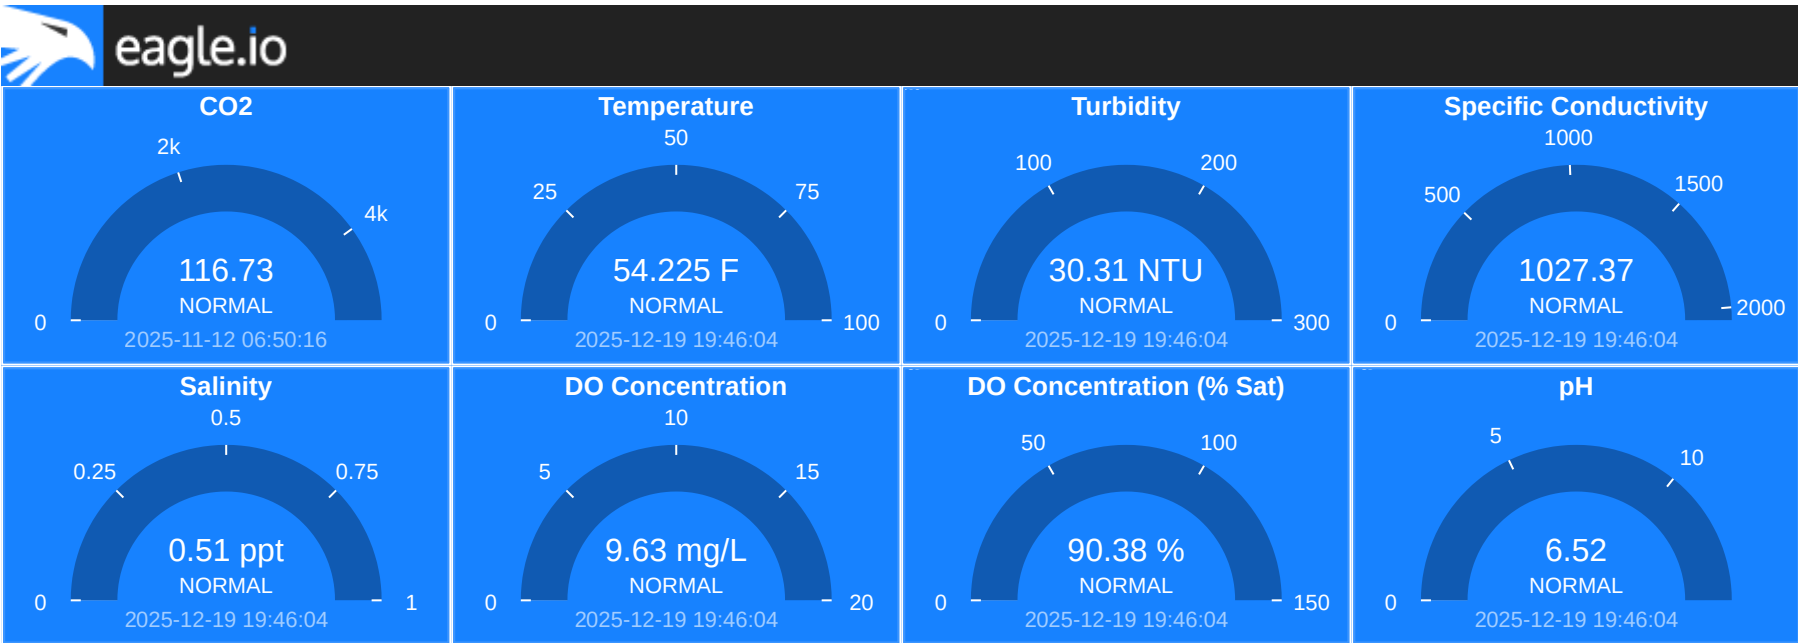 eagle.io
CO2
2k
4k
0
116.73
NORMAL
2025-11-12 06:50:16
Temperature
50
25
75
0
100
54.225 F
NORMAL
2025-12-19 19:46:04
Turbidity
100
200
0
300
30.31 NTU
NORMAL
2025-12-19 19:46:04
Specific Conductivity
1000
500
1500
0
2000
1027.37
NORMAL
2025-12-19 19:46:04
Salinity
0.5
0.25
0.75
0
1
0.51 ppt
NORMAL
2025-12-19 19:46:04
DO Concentration
10
5
15
0
20
9.63 mg/L
NORMAL
2025-12-19 19:46:04
DO Concentration (% Sat)
50
100
0
150
90.38 %
NORMAL
2025-12-19 19:46:04
pH
5
10
0
6.52
NORMAL
2025-12-19 19:46:04